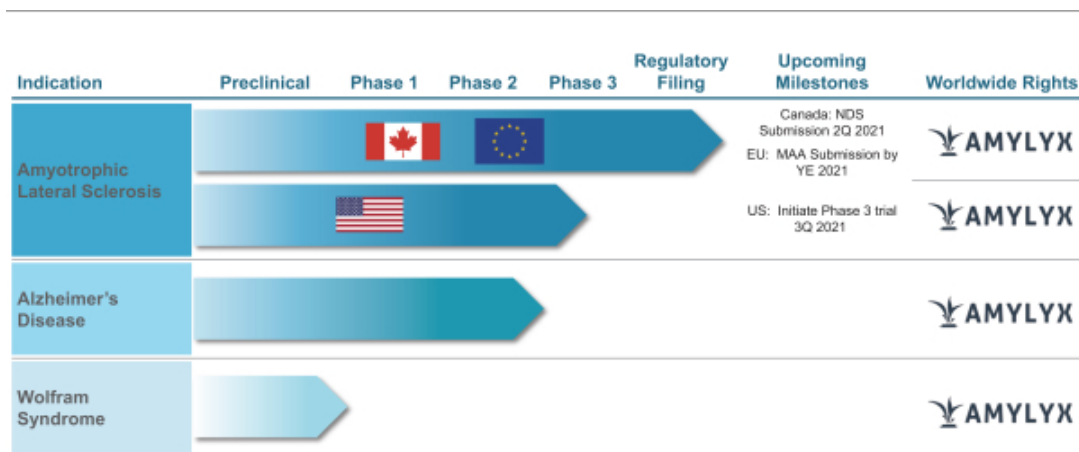 Indication Preclinical Phase 1 Phase 2 Phase 3 Regulatory Filing Upcoming Milestones Worldwide Rights
Amyotrophic
Lateral Sclerosis
Canada: NDS
Submission 2Q 2021
EU: MAA Submission by
YE 2021
AMYLYX
US: Initiate Phase 3 trial
3Q 2021
AMYLYX
Alzheimer's
Disease
AMYLYX
Wolfram
Syndrome
AMYLYX